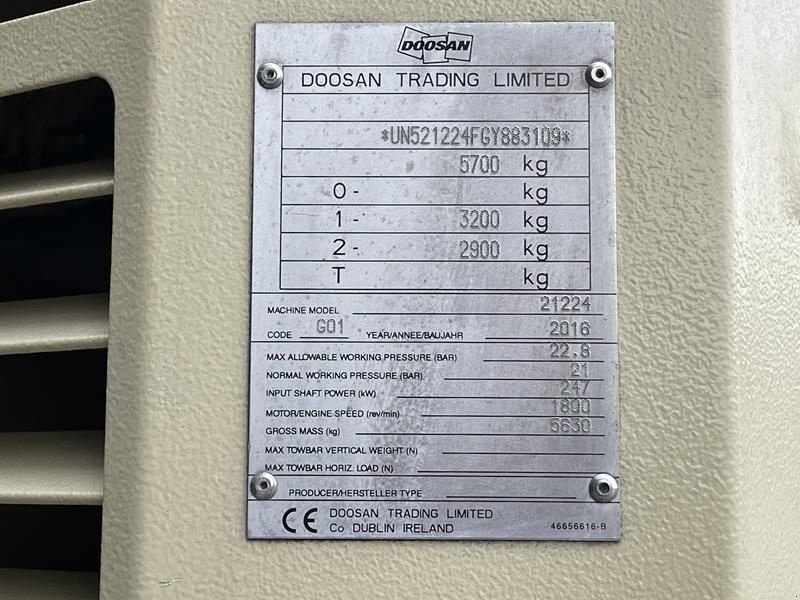 DOOSAN
DOOSAN TRADING LIMITED
*UN521224FGY883109*
5700 kg
0- kg
1- 3200 kg
2- 2900 kg
T kg
MACHINE MODEL 21224
CODE G01 YEAR/ANNEE/BAUJAHR 2016
MAX ALLOWABLE WORKING PRESSURE (BAR) 22,8
NORMAL WORKING PRESSURE (BAR) 21
INPUT SHAFT POWER (kW) 247
MOTOR/ENGINE SPEED (rev/min) 1800
GROSS MASS (kg) 5630
MAX TOWBAR VERTICAL WEIGHT (N)
MAX TOWBAR HORIZ. LOAD (N)
PRODUCER/HERSTELLER TYPE
CE DOOSAN TRADING LIMITED
Co DUBLIN IRELAND 46656616-B